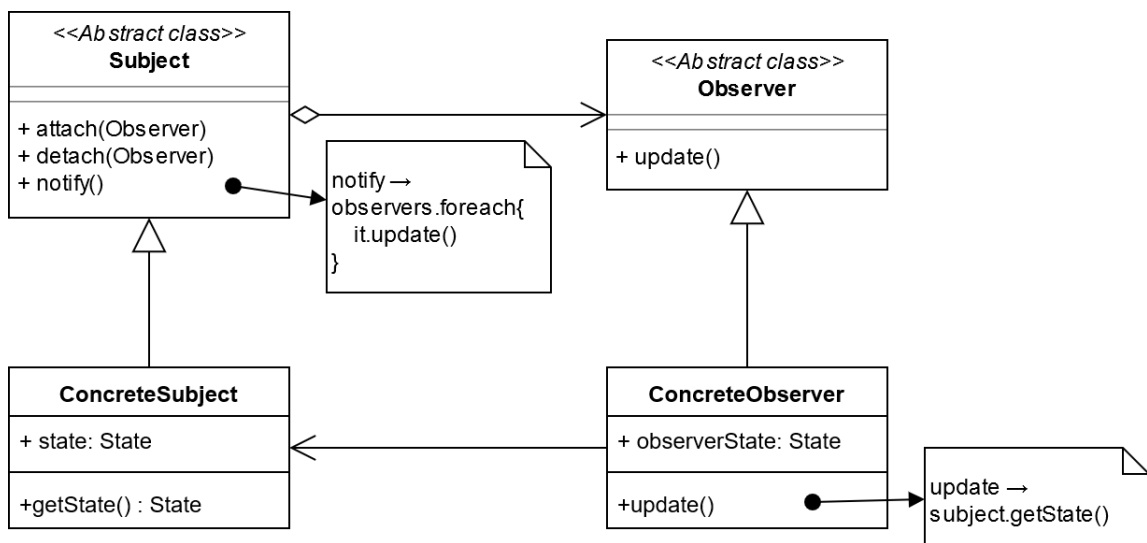 <<Abstract class>>
Subject
+ attach(Observer)
+ detach(Observer)
+ notify()
<<Abstract class>>
Observer
+ update()
notify →
observers.foreach{
it.update()
}
ConcreteSubject
+ state: State
+getState() : State
ConcreteObserver
+ observerState: State
+update()
update →
subject.getState()